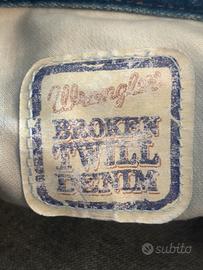 Wrangler
BROKEN
TWILL
DENIM
subito